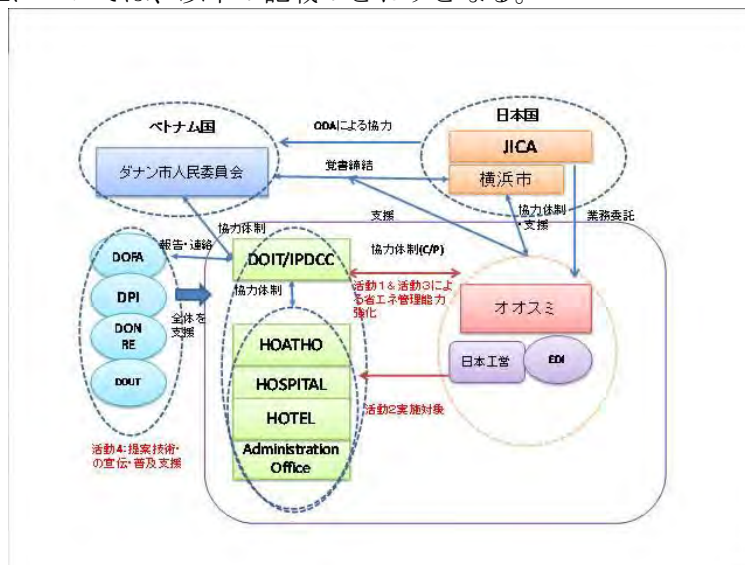 ベトナム国
日本国
ODAによる協力
JICA
ダナン市人民委員会
覚書締結
横浜市
協力体制
・支援
支援
業務委託
協力体制
報告・連絡
DOFA
DOIT/IPDCC
協力体制(C/P)
協力体制
活動1&活動3によ
る省エネ管理能力
強化
DPI
全体を
支援
DON
RE
DOUT
オオスミ
HOATHO
日本工営
EDI
HOSPITAL
活動2実施対象
HOTEL
Administration
Office
活動4:提案技術・
の宣伝・普及支援